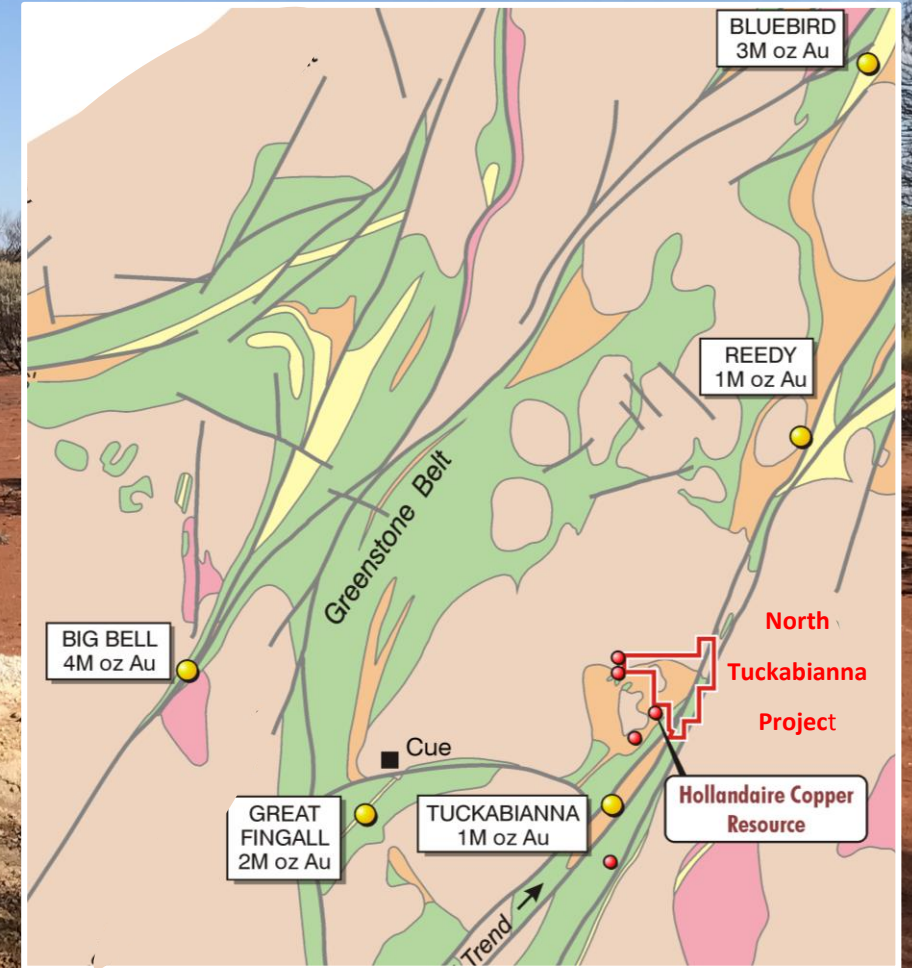 BLUEBIRD
3M oz Au
REEDY
1M oz Au
Greenstone Belt
BIG BELL
4M oz Au
North
Tuckabianna
Project
Cue
GREAT
FINGALL
2M oz Au
TUCKABIANNA
1M oz Au
Hollandaire Copper
Resource
Trend